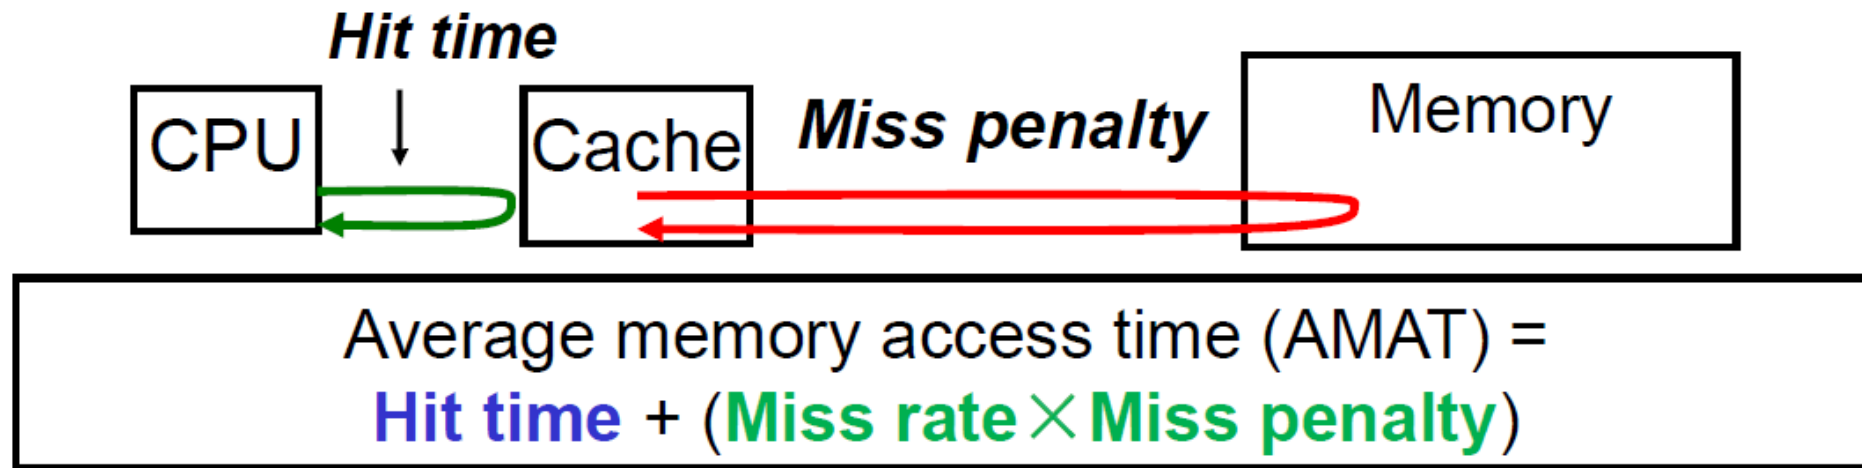 Hit time
CPU
Cache
Miss penalty
Memory
Average memory access time (AMAT) =
Hit time + (Miss rate × Miss penalty)